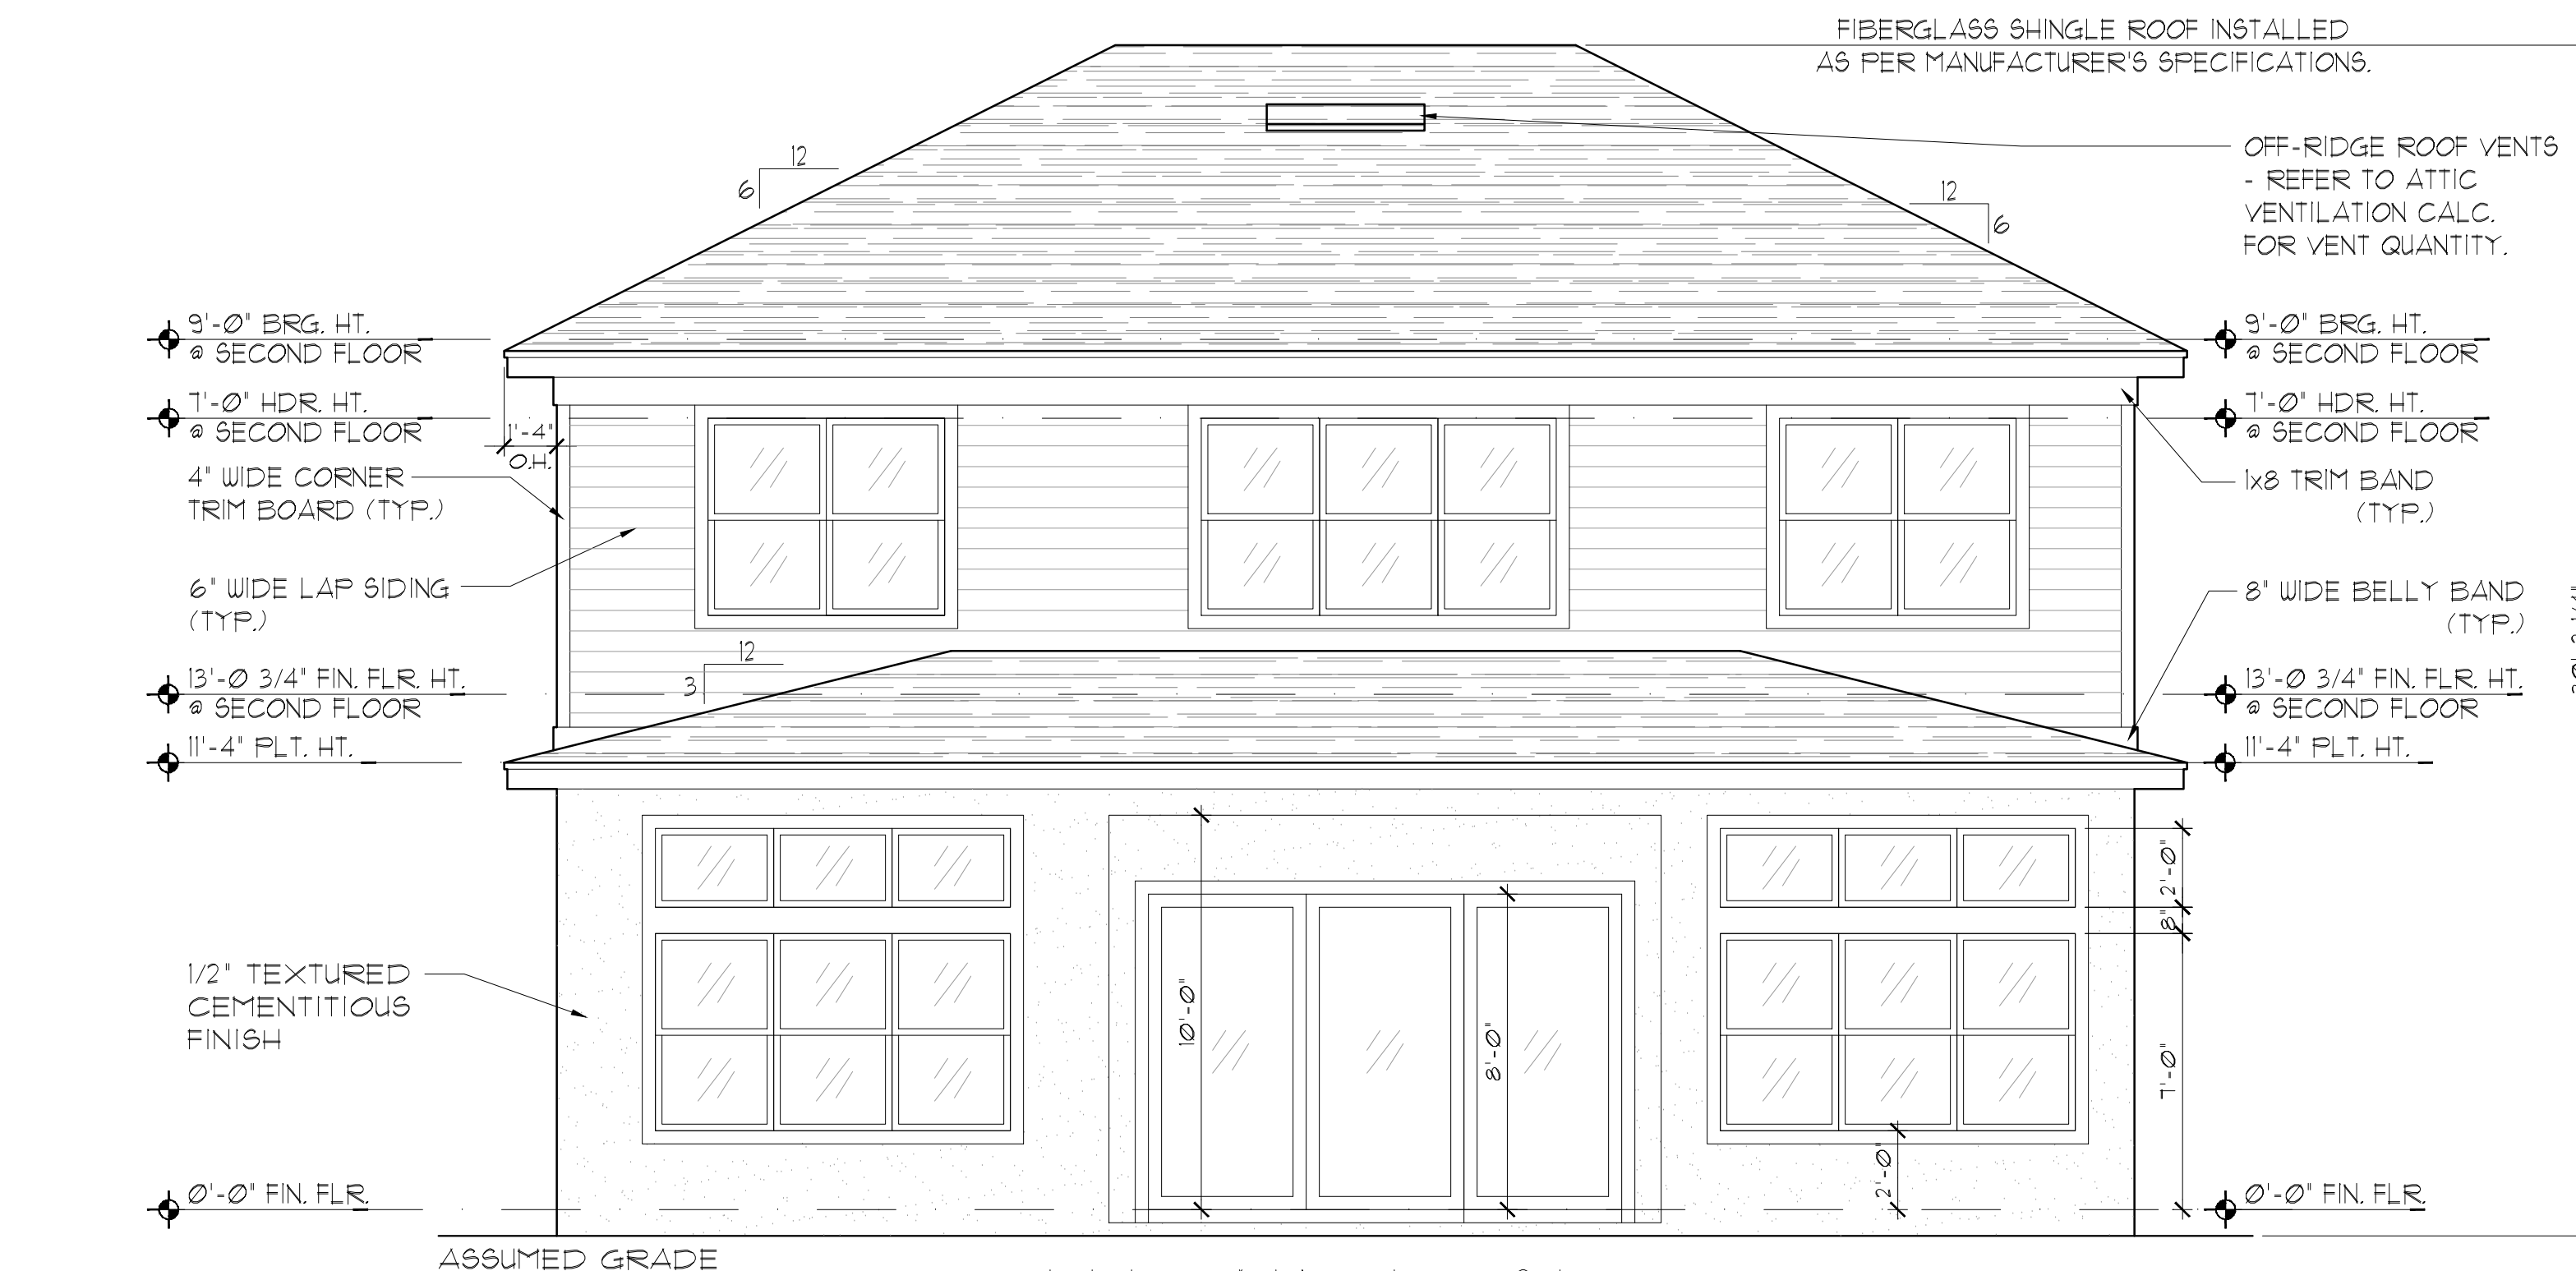 FIBERGLASS SHINGLE ROOF INSTALLED
AS PER MANUFACTURER'S SPECIFICATIONS.
OFF-RIDGE ROOF VENTS
- REFER TO ATTIC
VENTILATION CALC.
FOR VENT QUANTITY.
12
6
12
6
9'-0" BRG. HT.
@ SECOND FLOOR
7'-0" HDR. HT.
@ SECOND FLOOR
1'-4"
O.H.
4" WIDE CORNER
TRIM BOARD (TYP.)
6" WIDE LAP SIDING
(TYP.)
12
3
13'-0 3/4" FIN. FLR. HT.
@ SECOND FLOOR
11'-4" PLT. HT.
1/2" TEXTURED
CEMENTITIOUS
FINISH
0'-0" FIN. FLR.
ASSUMED GRADE
10'-0"
8'-0"
2'-0"
9'-0" BRG. HT.
@ SECOND FLOOR
7'-0" HDR. HT.
@ SECOND FLOOR
1x8 TRIM BAND
(TYP.)
8" WIDE BELLY BAND
(TYP.)
13'-0 3/4" FIN. FLR. HT.
@ SECOND FLOOR
11'-4" PLT. HT.
2'-0"
8"
7'-0"
0'-0" FIN. FLR.